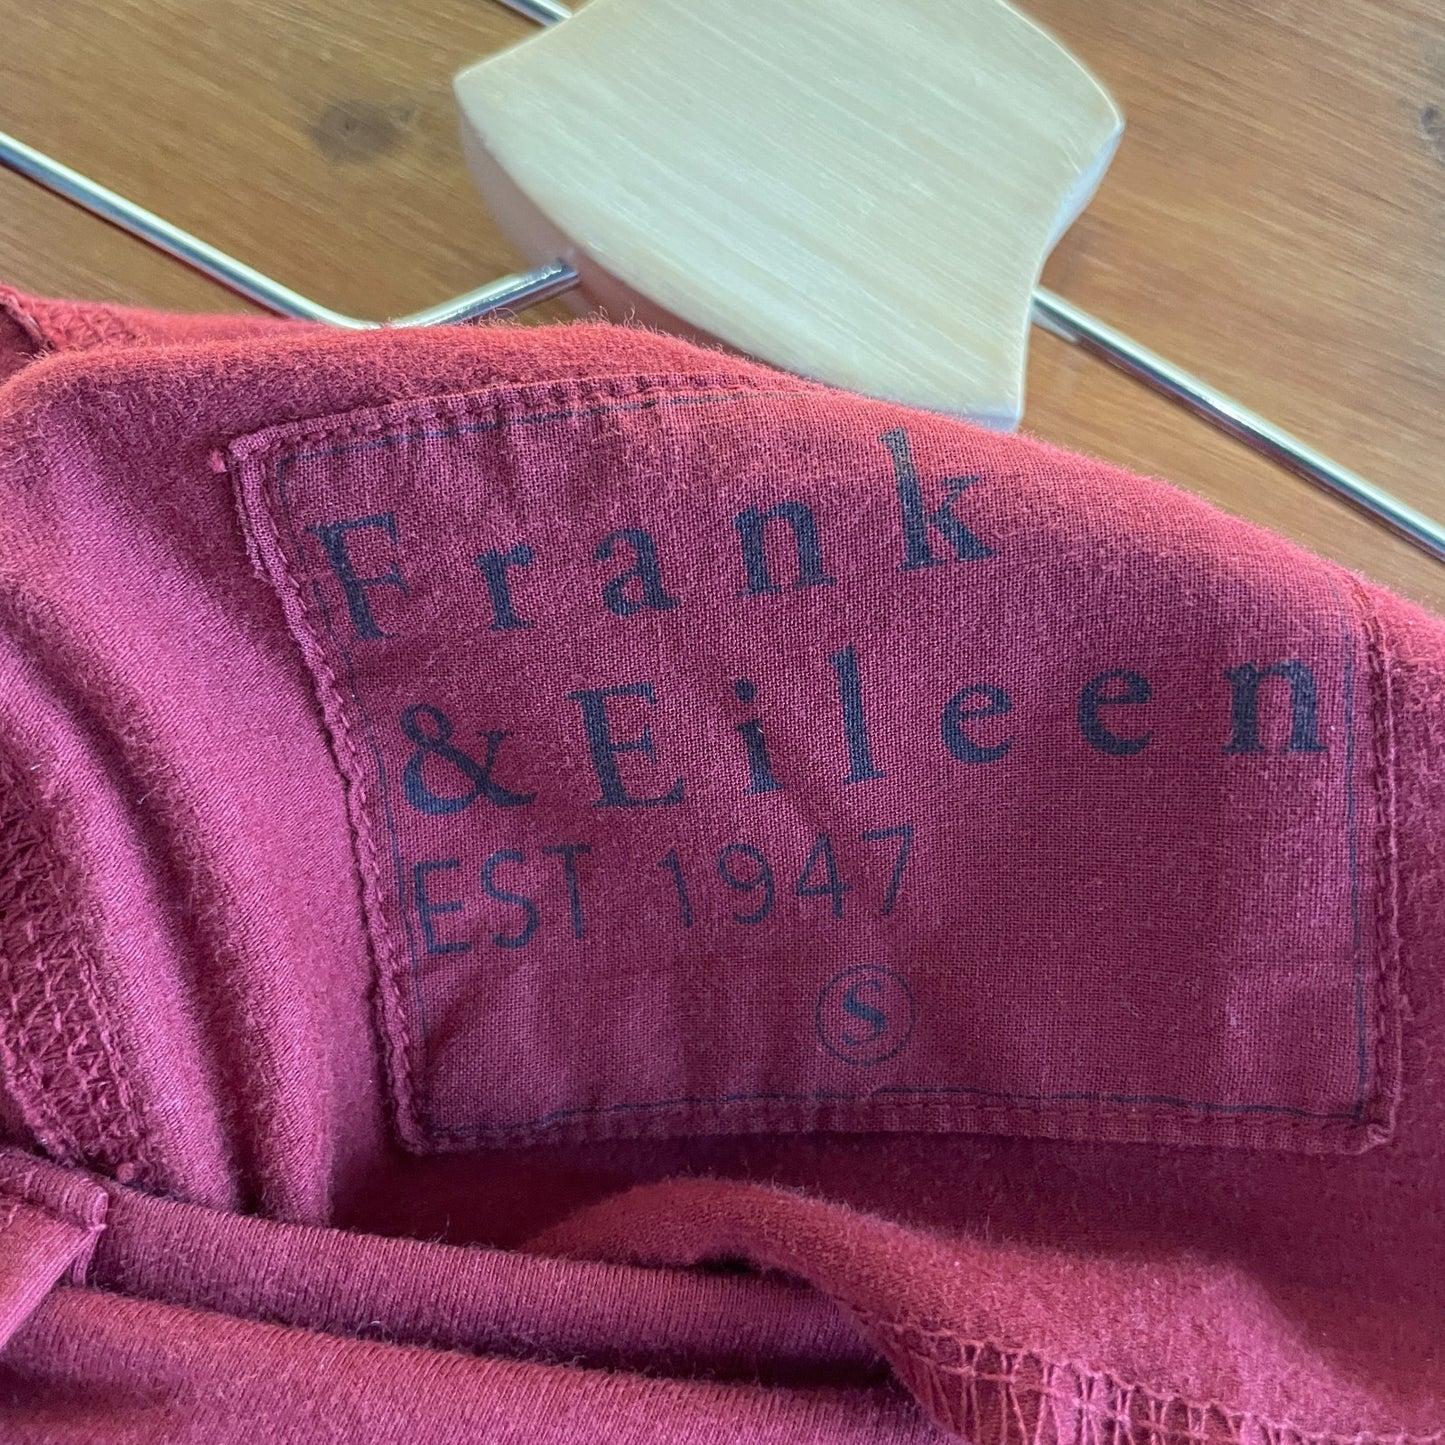 Frank
& Eileen
EST 1947
S